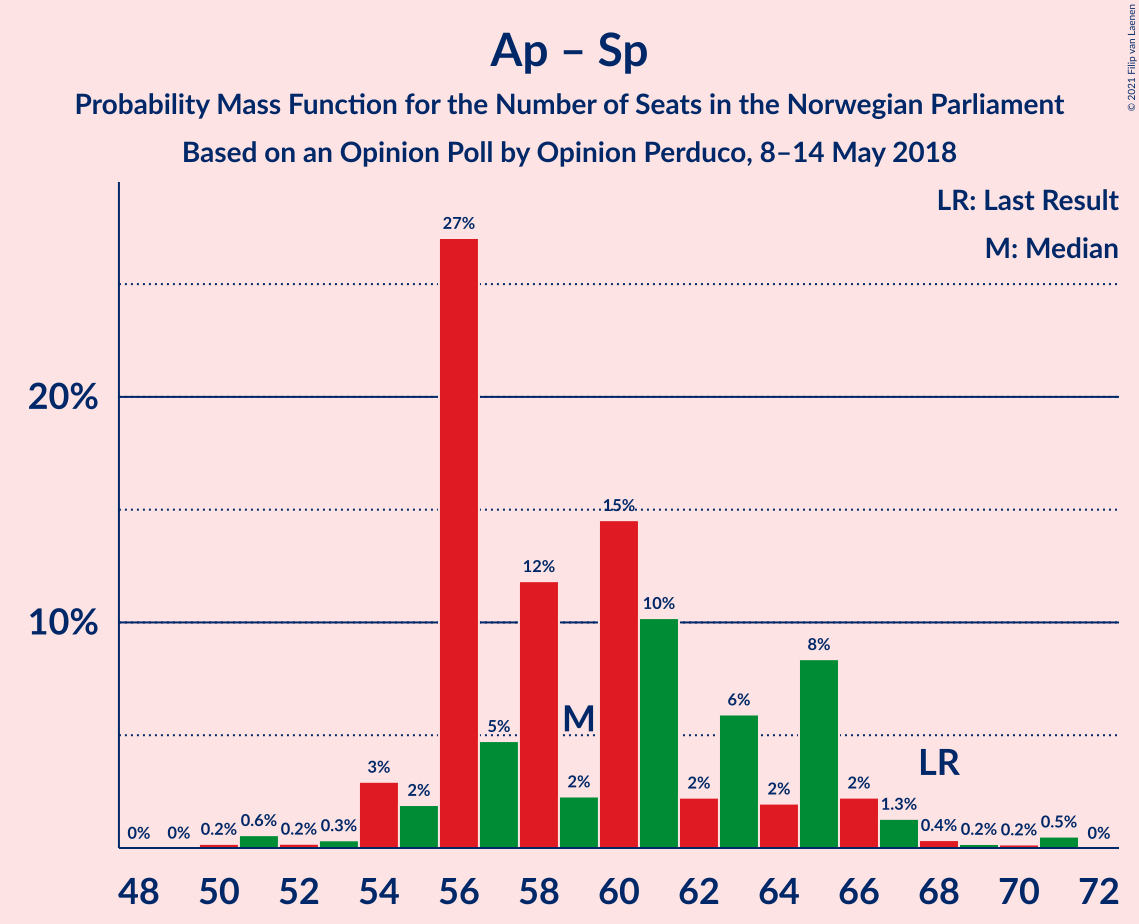 Ap – Sp
Probability Mass Function for the Number of Seats in the Norwegian Parliament
Based on an Opinion Poll by Opinion Perduco, 8–14 May 2018
© 2021 Filip van Laenen
LR: Last Result
M: Median
20%
10%
0% 0% 0.2% 0.6% 0.2% 0.3% 3% 2% 27% 5% 12% 2% 15% 10% 2% 6% 2% 8% 2% 1.3% 0.4% 0.2% 0.2% 0.5% 0%
M
LR
48 50 52 54 56 58 60 62 64 66 68 70 72